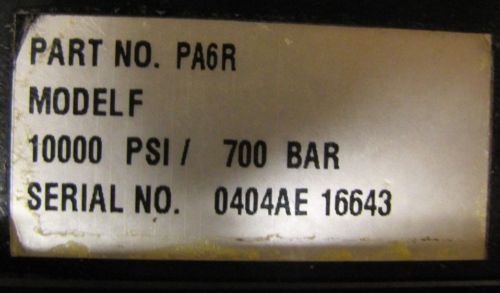 PART NO. PA6R
MODEL F
10000 PSI / 700 BAR
SERIAL NO. 0404AE 16643